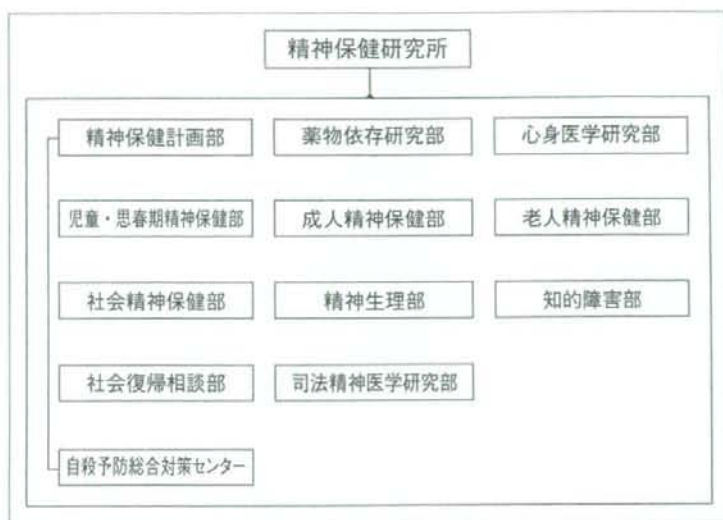 精神保健研究所
精神保健計画部
薬物依存研究部
心身医学研究部
児童・思春期精神保健部
成人精神保健部
老人精神保健部
社会精神保健部
精神生理部
知的障害部
社会復帰相談部
司法精神医学研究部
自殺予防総合対策センター